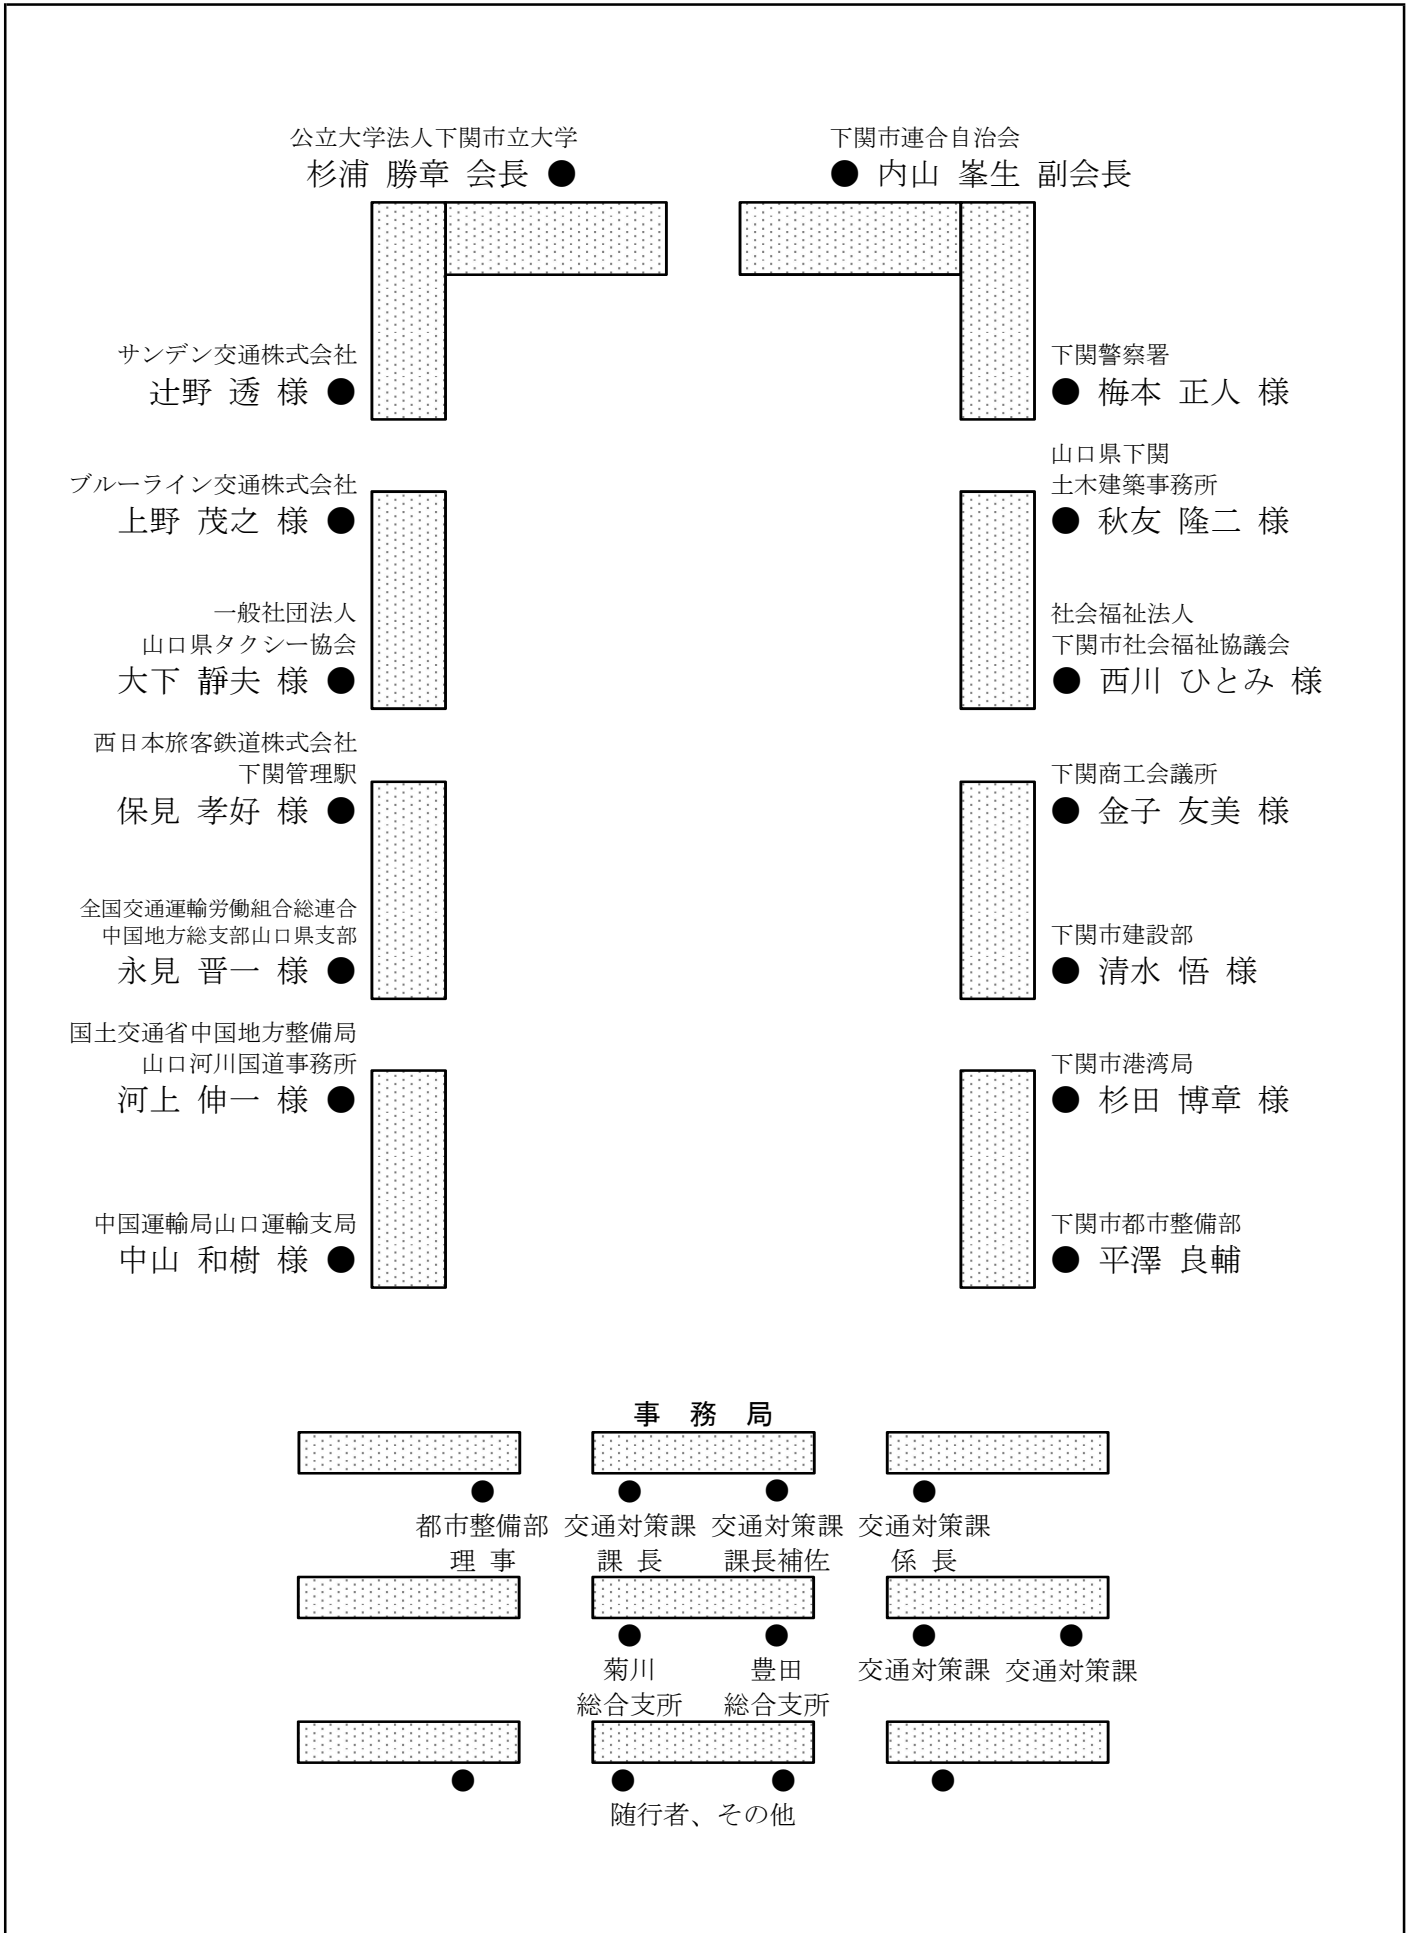 公立大学法人下関市立大学
杉浦 勝章 会長 ●
下関市連合自治会
● 内山 峯生 副会長
サンデン交通株式会社
辻野 透 様 ●
ブルーライン交通株式会社
上野 茂之 様 ●
一般社団法人
山口県タクシー協会
大下 靜夫 様 ●
西日本旅客鉄道株式会社
下関管理駅
保見 孝好 様 ●
全国交通運輸労働組合総連合
中国地方総支部山口県支部
永見 晋一 様 ●
国土交通省中国地方整備局
山口河川国道事務所
河上 伸一 様 ●
中国運輸局山口運輸支局
中山 和樹 様 ●
下関警察署
● 梅本 正人 様
山口県下関
土木建築事務所
● 秋友 隆二 様
社会福祉法人
下関市社会福祉協議会
● 西川 ひとみ 様
下関商工会議所
● 金子 友美 様
下関市建設部
● 清水 悟 様
下関市港湾局
● 杉田 博章 様
下関市都市整備部
● 平澤 良輔
事 務 局
都市整備部
理 事
交通対策課
課 長
交通対策課
課長補佐
交通対策課
係 長
菊川
総合支所
豊田
総合支所
交通対策課
交通対策課
随行者、その他